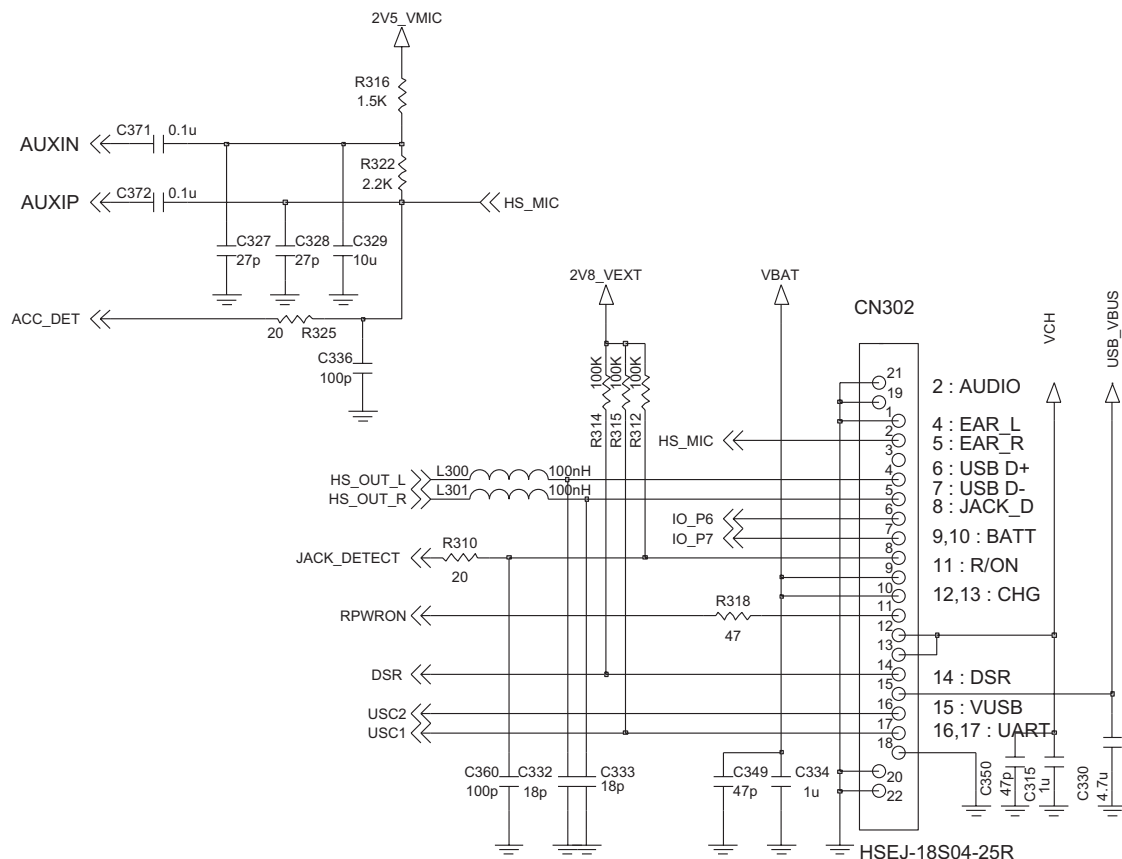 2V5_VMIC
R316
1.5K
AUXIN
C371
0.1u
R322
2.2K
AUXIP
C372
0.1u
HS_MIC
C327
27p
C328
27p
C329
10u
ACC_DET
20
R325
C336
100p
2V8_VEXT
VBAT
CN302
VCH
USB_VBUS
100K
100K
100K
R314
R315
R312
21
19
1
2
3
4
5
6
7
8
9
10
11
12
13
14
15
16
17
18
20
22
2 : AUDIO
4 : EAR_L
5 : EAR_R
6 : USB D+
7 : USB D-
8 : JACK_D
9,10 : BATT
11 : R/ON
12,13 : CHG
14 : DSR
15 : VUSB
16,17 : UART
HS_MIC
HS_OUT_L
L300
100nH
HS_OUT_R
L301
100nH
IO_P6
IO_P7
JACK_DETECT
R310
20
RPWRON
R318
47
DSR
USC2
USC1
C360
100p
C332
18p
C333
18p
C349
47p
C334
1u
C350
47p
C315
1u
C330
4.7u
HSEJ-18S04-25R